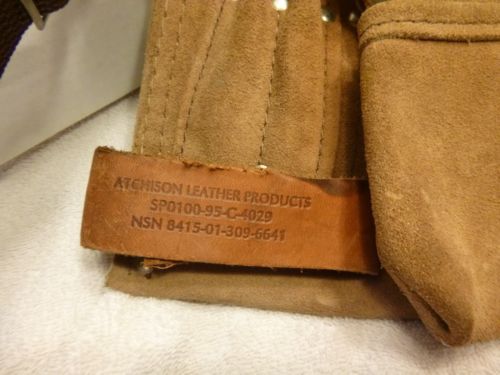 ATCHISON LEATHER PRODUCTS
SP0100-95-C-4029
NSN 8415-01-309-6641